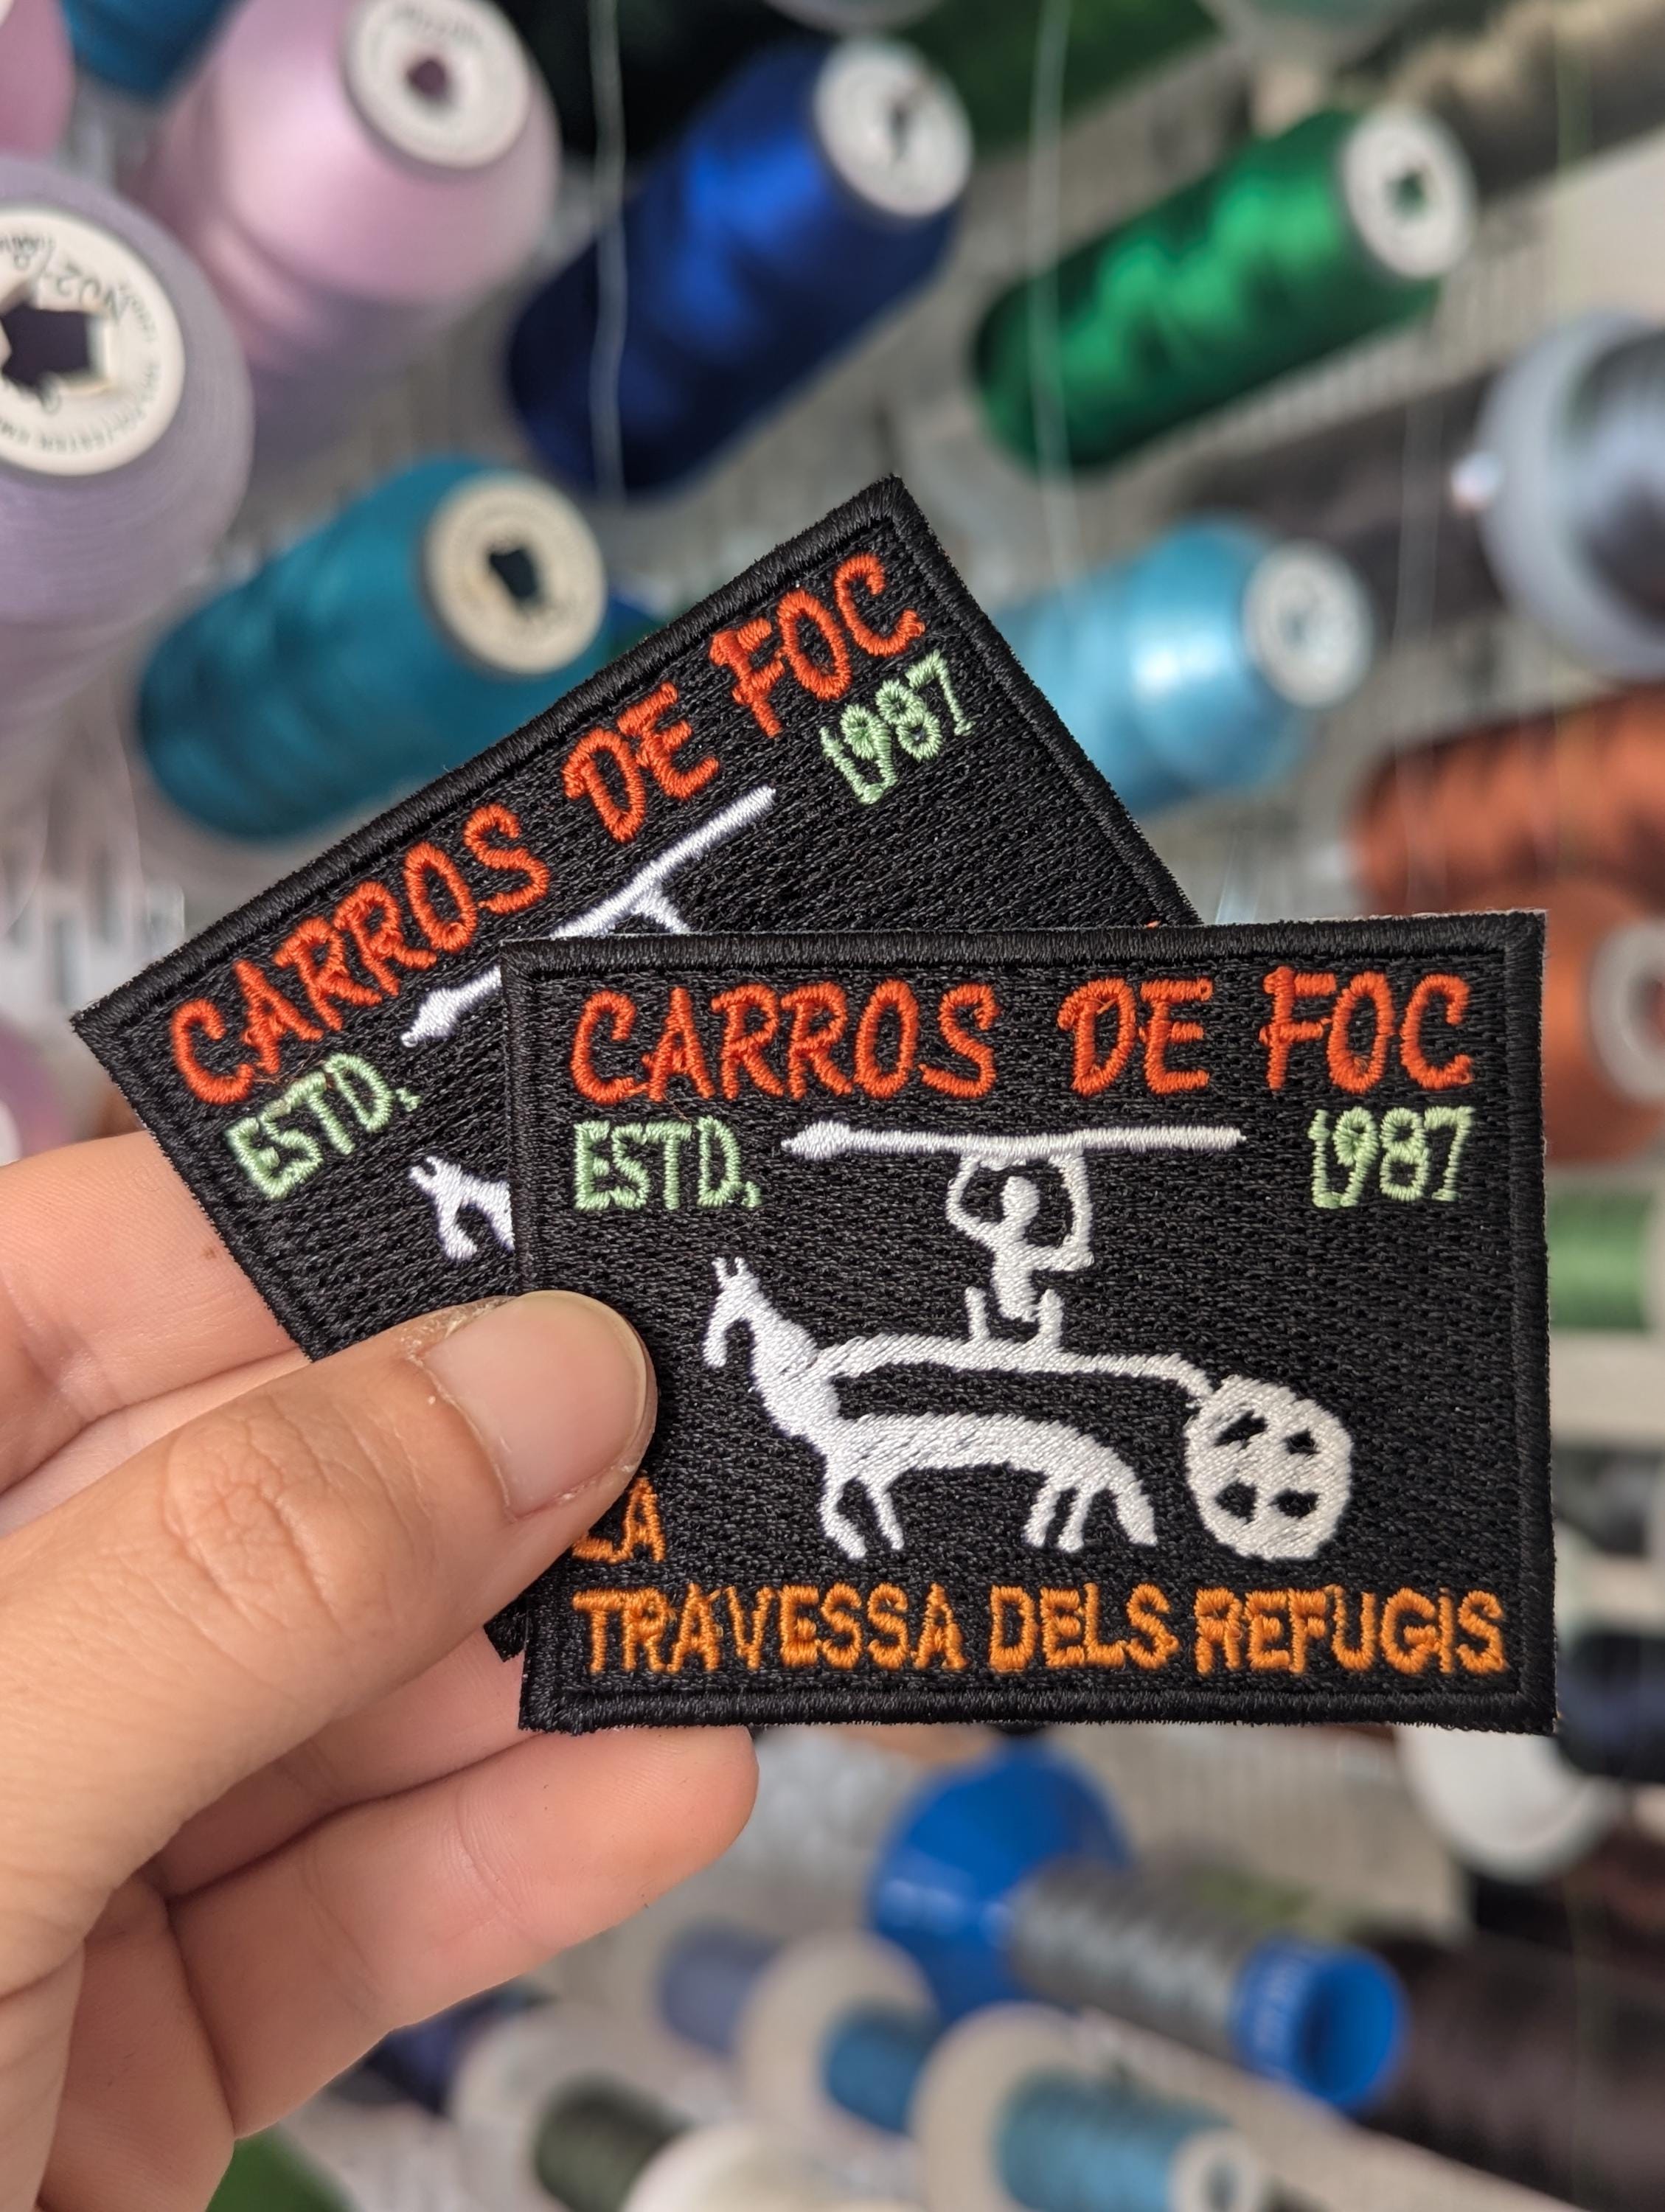 CARROS DE FOC
1987
ESTD.
CARROS DE FOC
ESTD. 1987
LA
TRAVESSA DELS REFUGIS